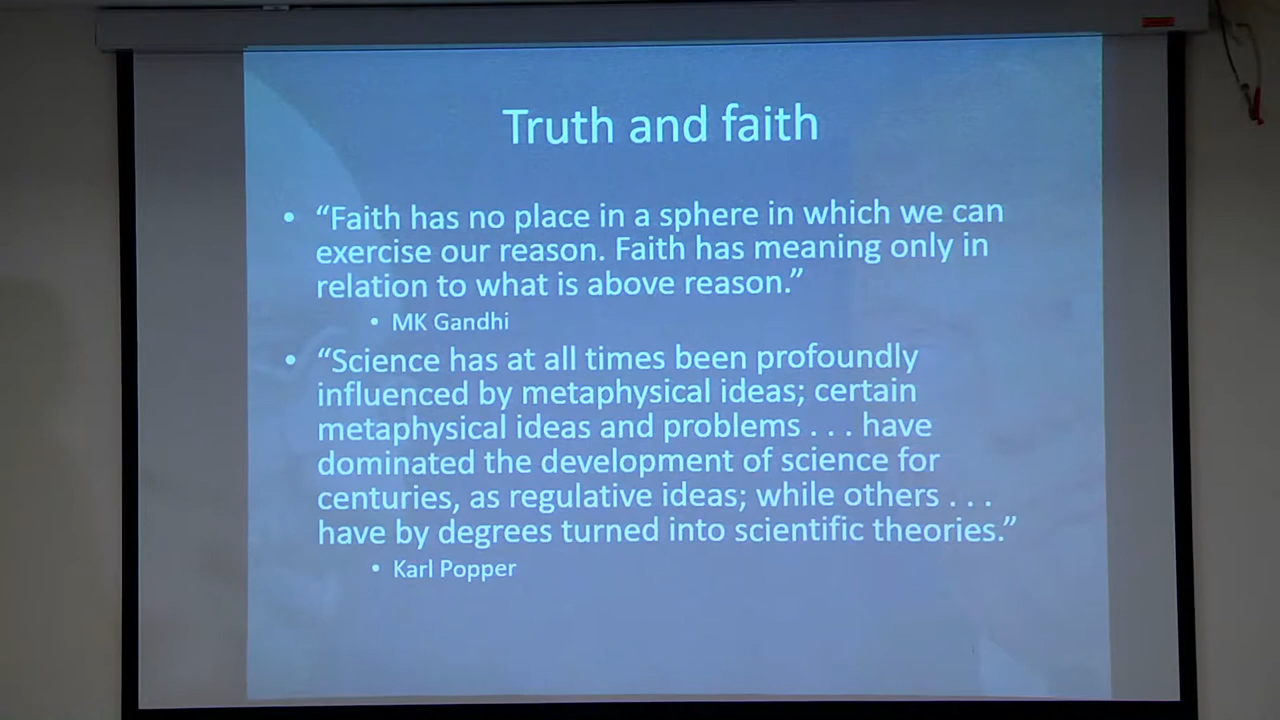 Truth and faith
• “Faith has no place in a sphere in which we can
exercise our reason. Faith has meaning only in
relation to what is above reason.”
• MK Gandhi
• “Science has at all times been profoundly
influenced by metaphysical ideas; certain
metaphysical ideas and problems . . . have
dominated the development of science for
centuries, as regulative ideas; while others . . .
have by degrees turned into scientific theories.”
• Karl Popper